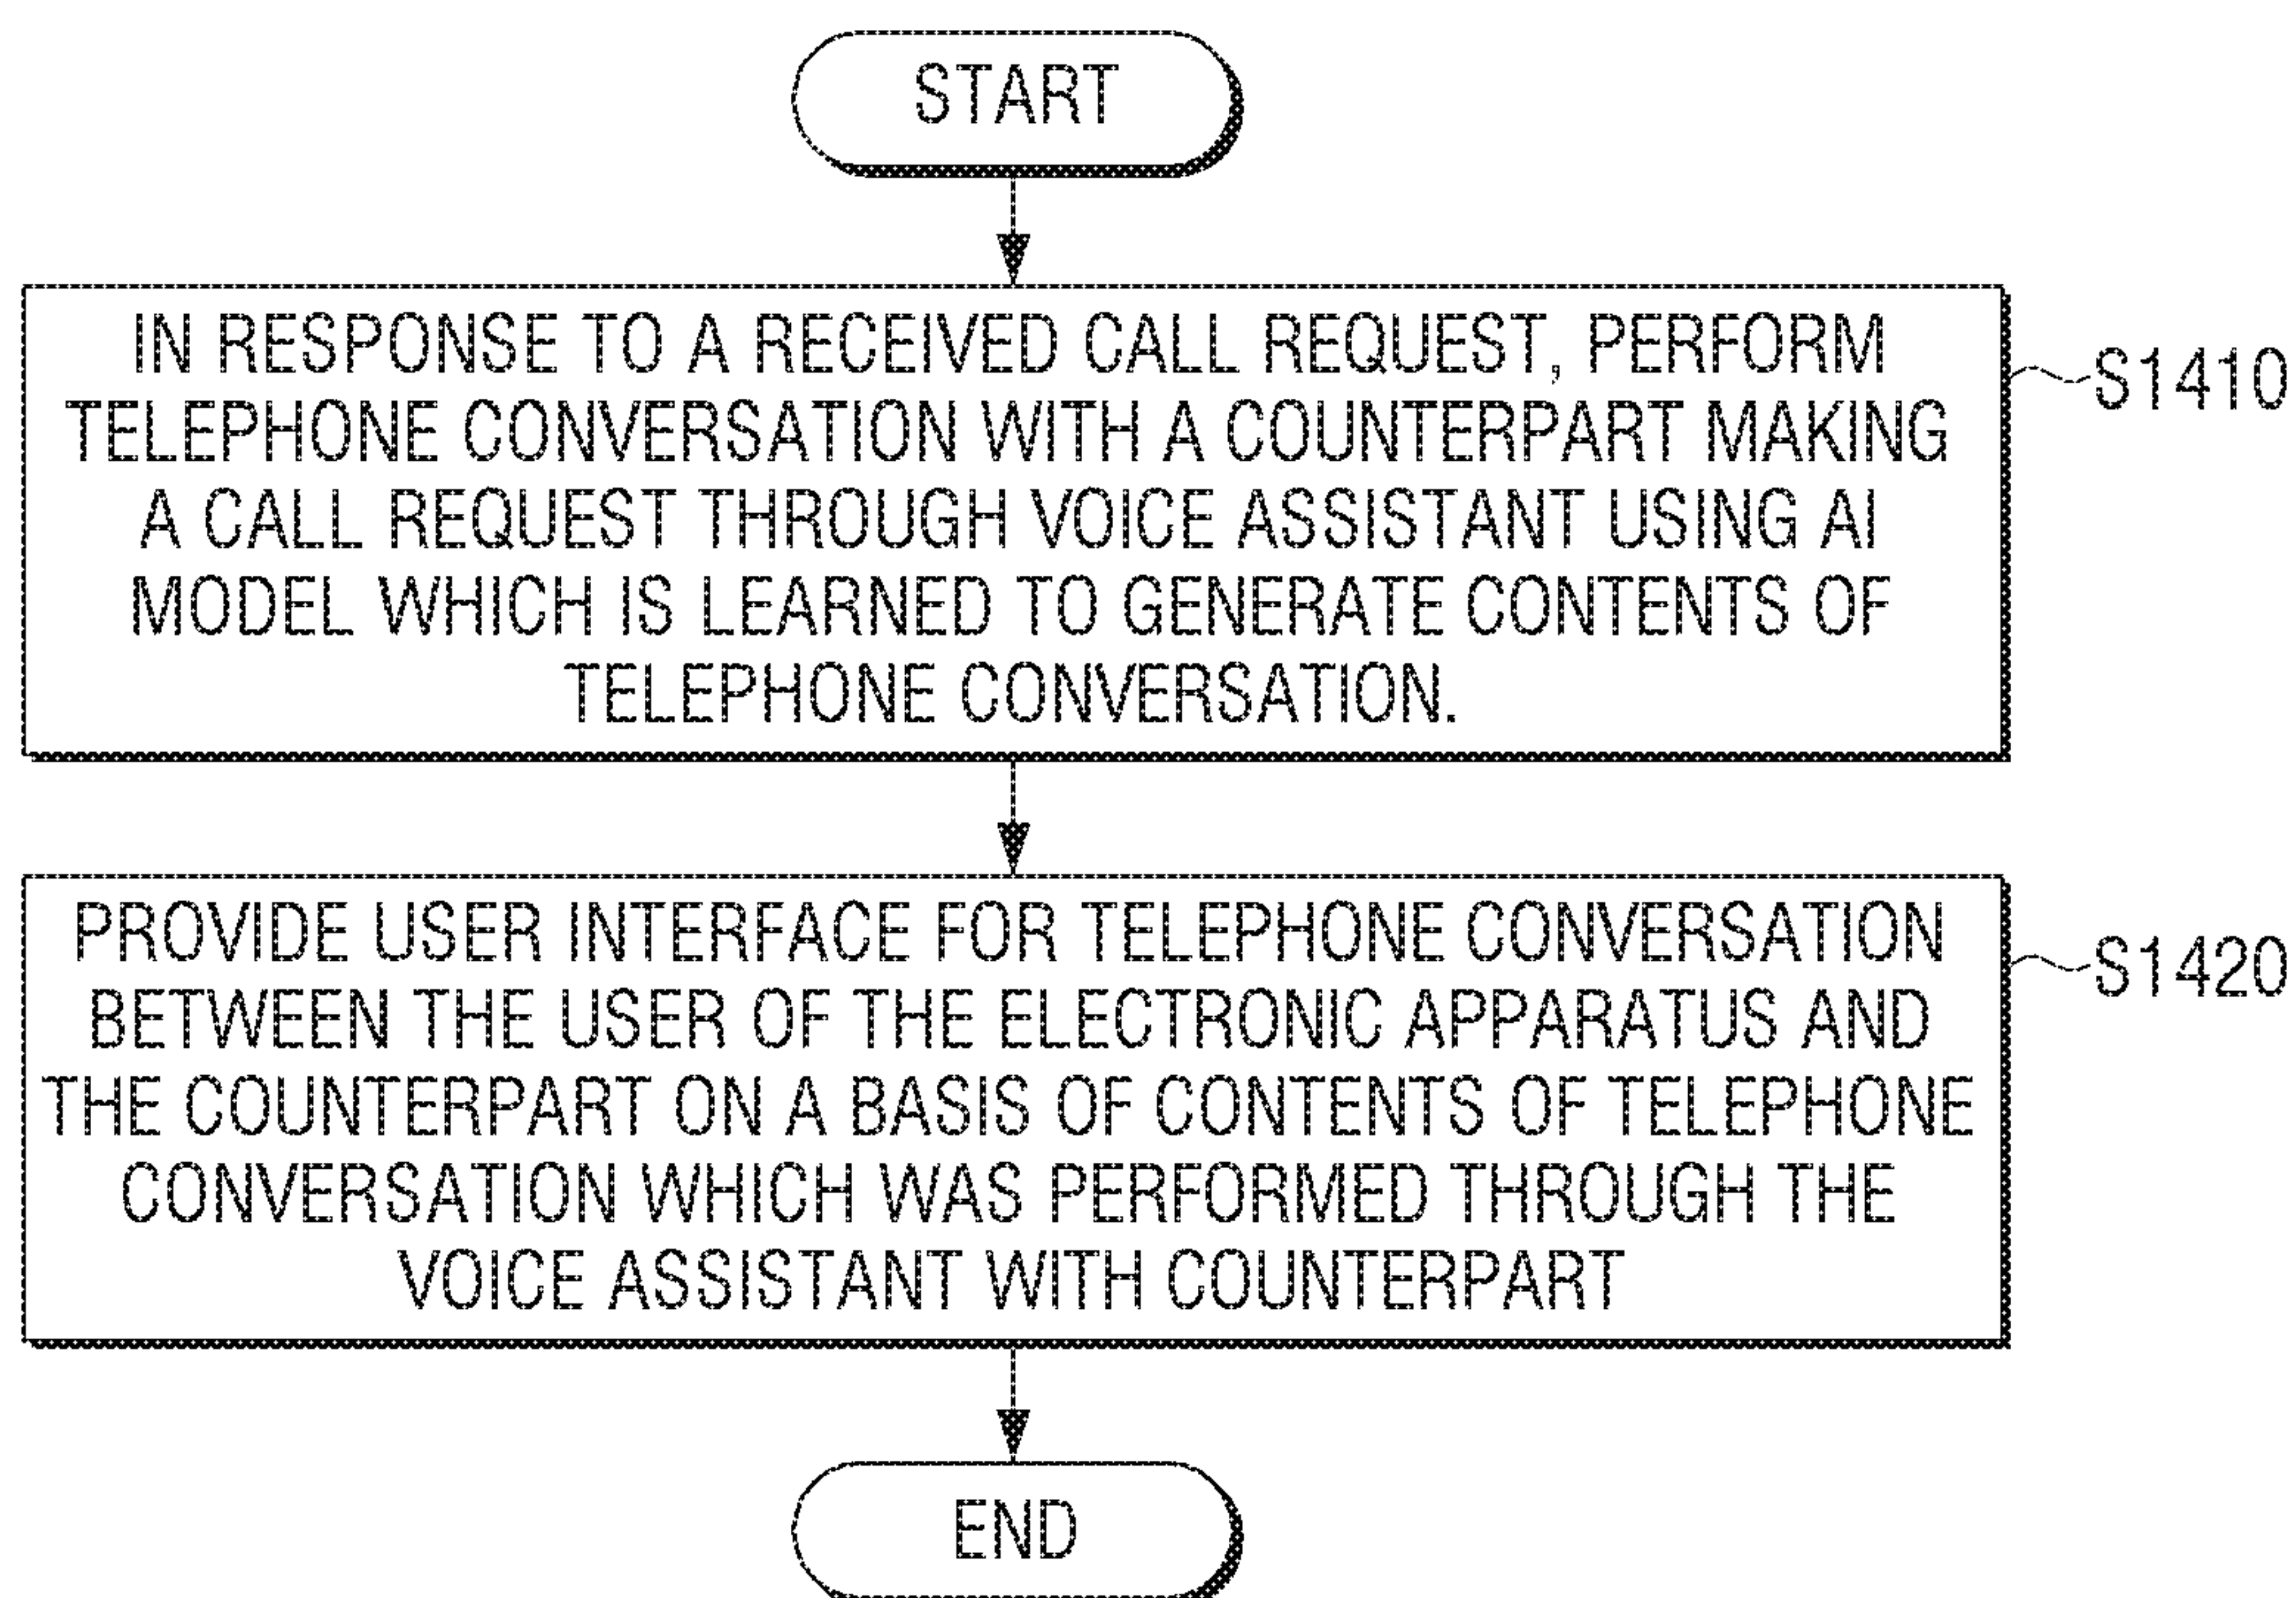 START
IN RESPONSE TO A RECEIVED CALL REQUEST, PERFORM
TELEPHONE CONVERSATION WITH A COUNTERPART MAKING
A CALL REQUEST THROUGH VOICE ASSISTANT USING AI
MODEL WHICH IS LEARNED TO GENERATE CONTENTS OF
TELEPHONE CONVERSATION.
S1410
PROVIDE USER INTERFACE FOR TELEPHONE CONVERSATION
BETWEEN THE USER OF THE ELECTRONIC APPARATUS AND
THE COUNTERPART ON A BASIS OF CONTENTS OF TELEPHONE
CONVERSATION WHICH WAS PERFORMED THROUGH THE
VOICE ASSISTANT WITH COUNTERPART
S1420
END